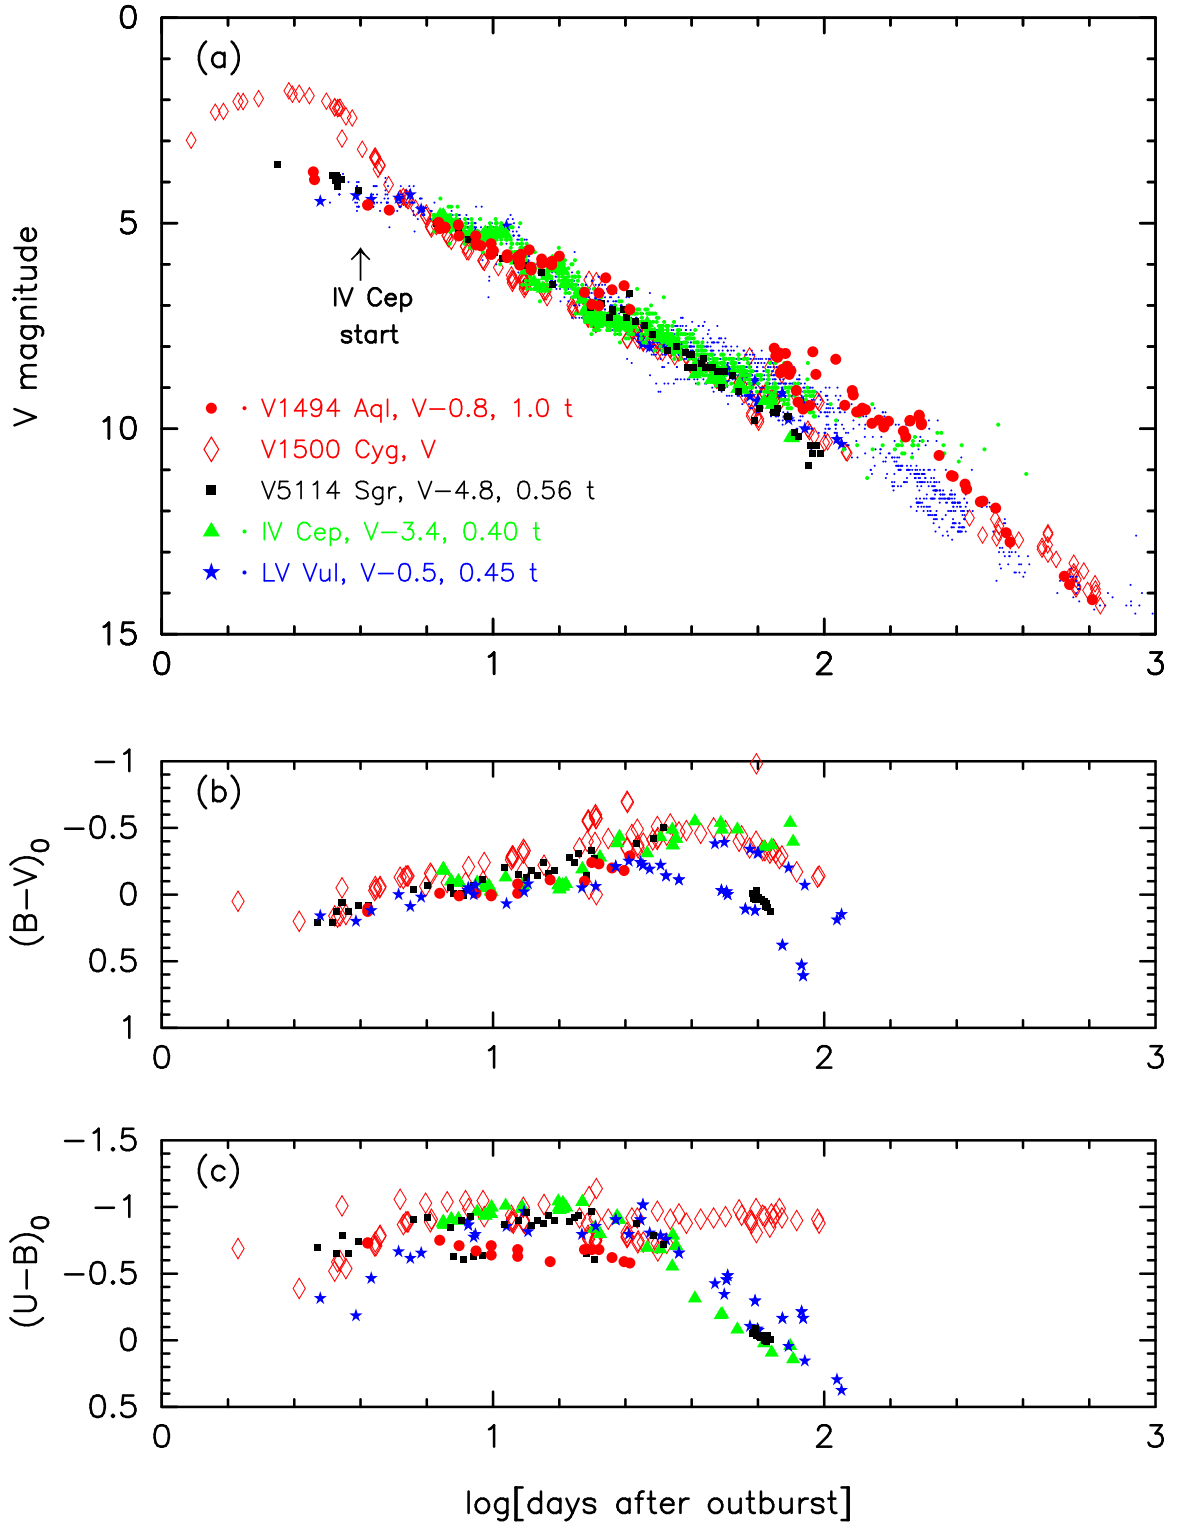 0
(a)
5
V magnitude
IV Cep
start
V1494 Aql, V−0.8, 1.0 t
10
V1500 Cyg, V
V5114 Sgr, V−4.8, 0.56 t
IV Cep, V−3.4, 0.40 t
LV Vul, V−0.5, 0.45 t
15
0 1 2 3
−1
(b)
−0.5
(B−V)0
0
0.5
1
0 1 2 3
−1.5
(c)
−1
(U−B)0
−0.5
0
0.5
0 1 2 3
log[days after outburst]